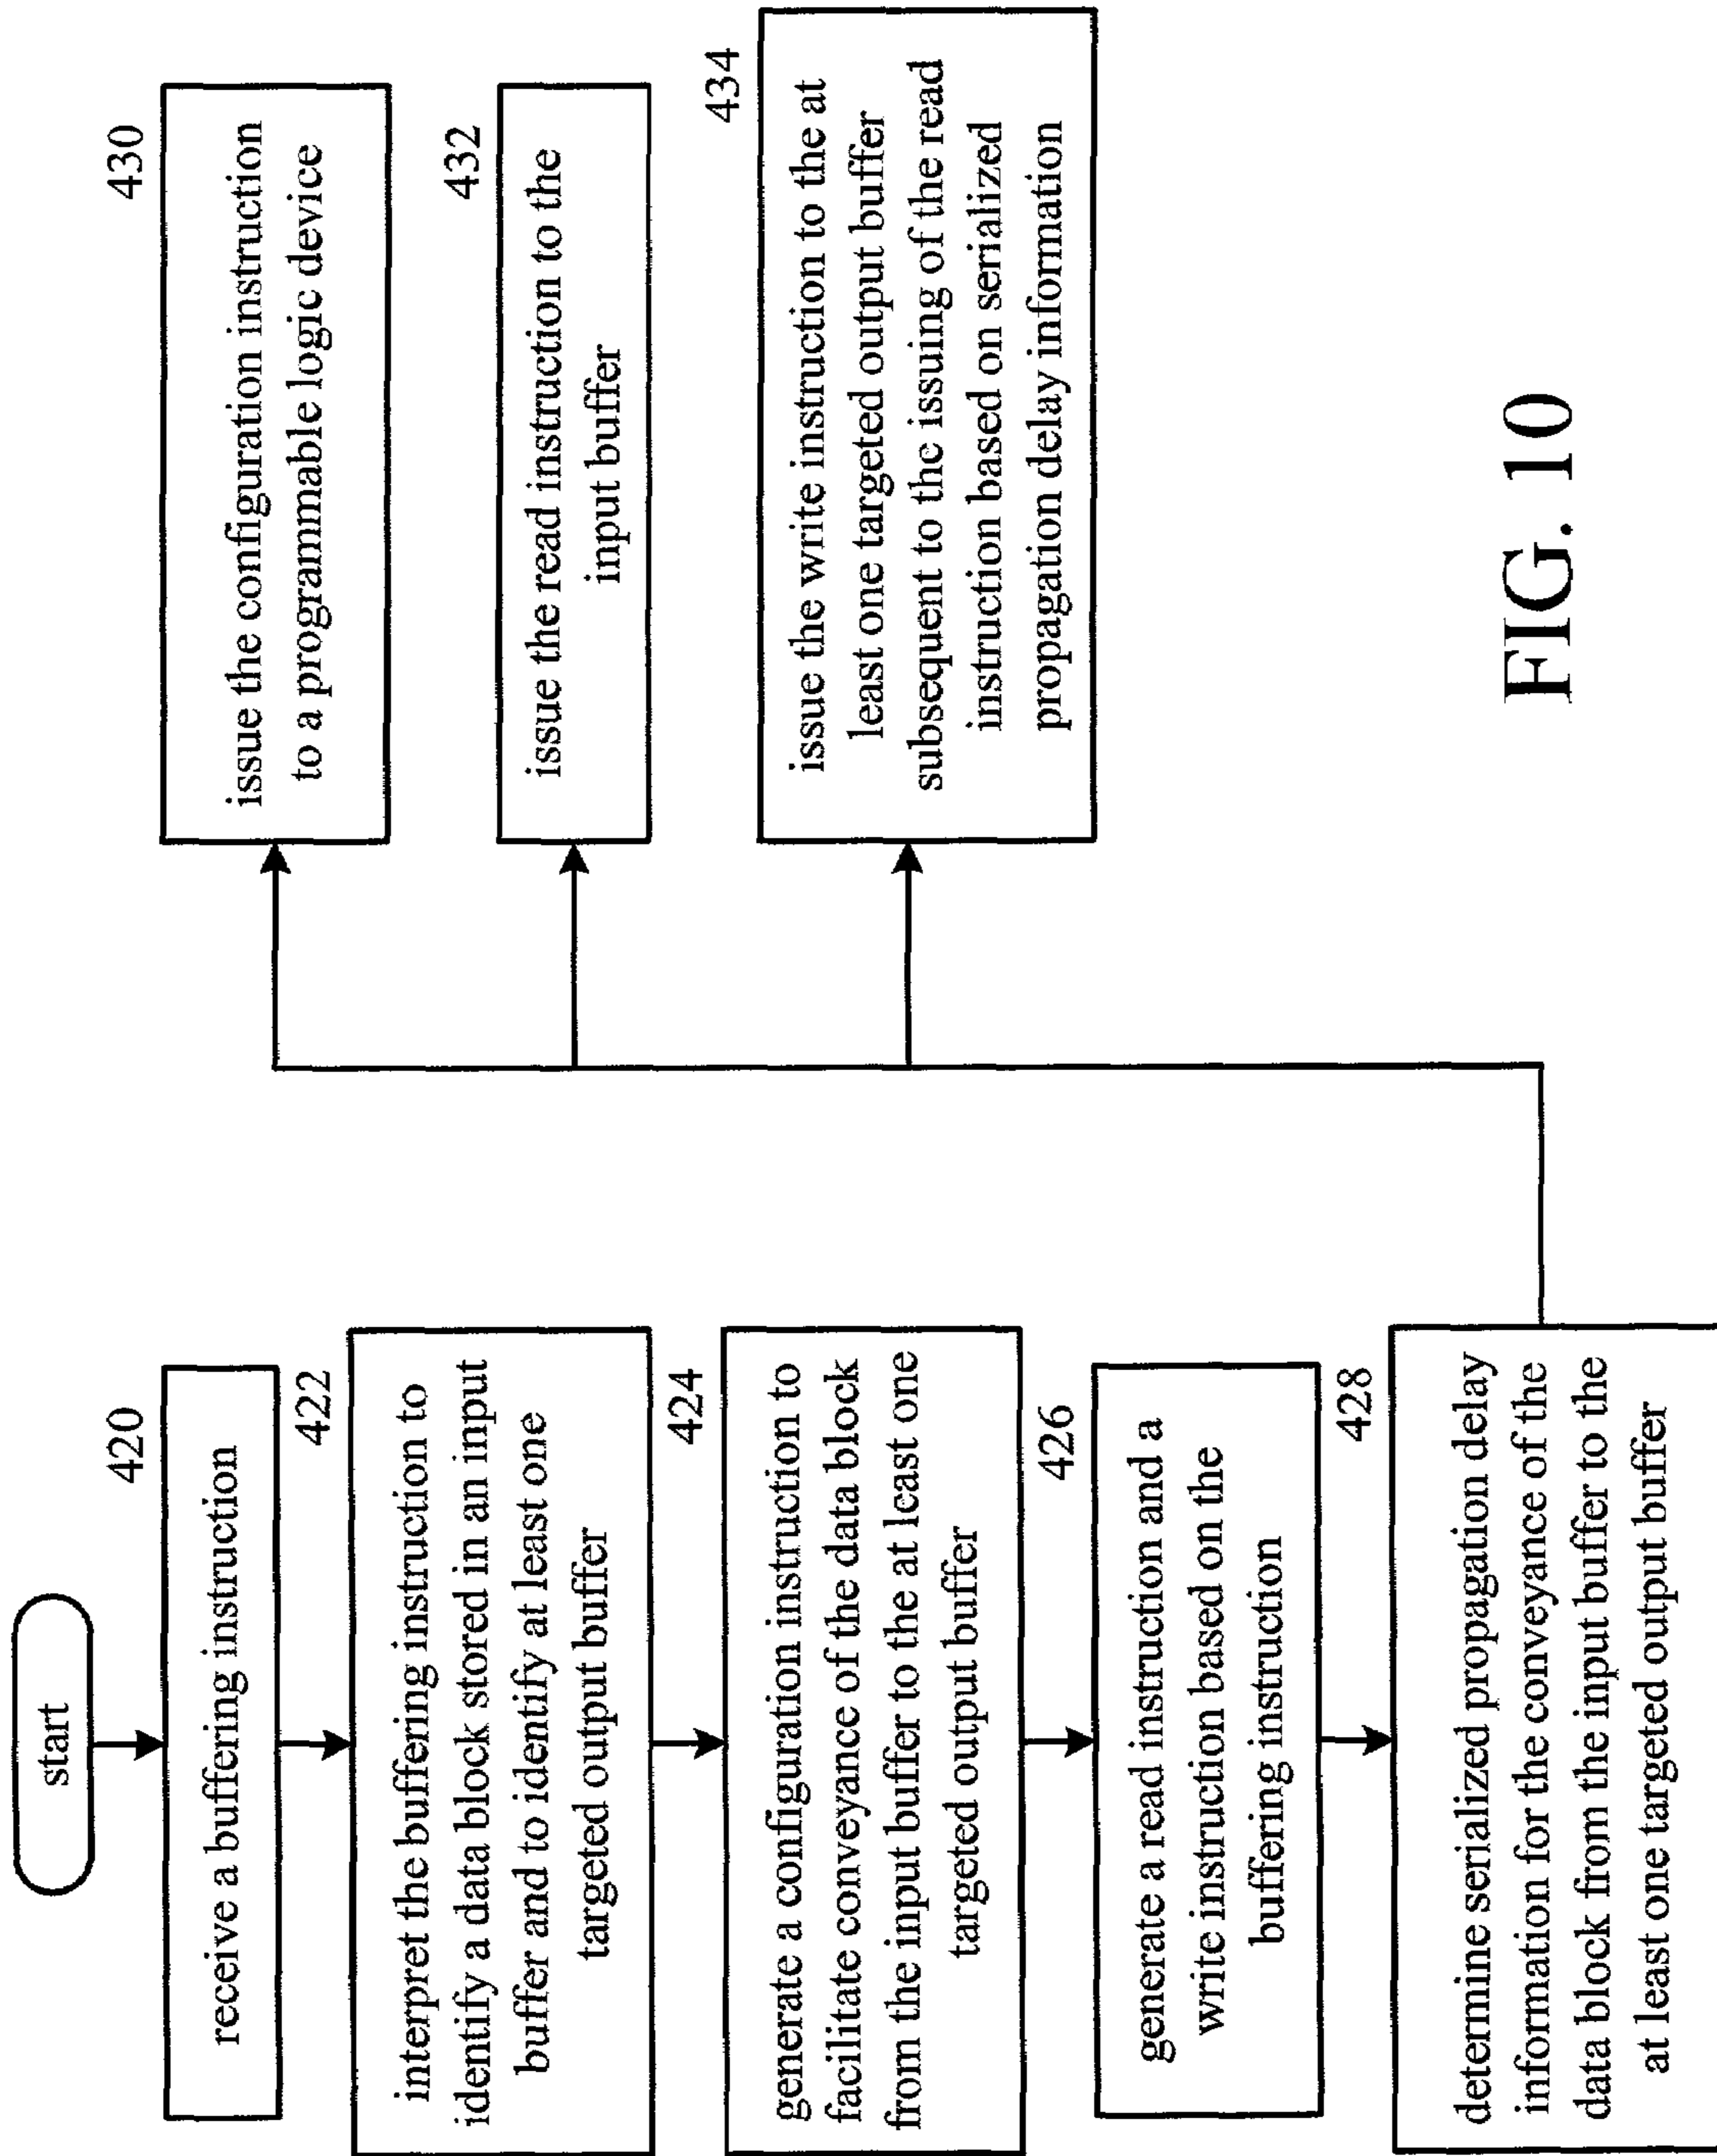 start
420
receive a buffering instruction
422
interpret the buffering instruction to
identify a data block stored in an input
buffer and to identify at least one
targeted output buffer
424
generate a configuration instruction to
facilitate conveyance of the data block
from the input buffer to the at least one
targeted output buffer
426
generate a read instruction and a
write instruction based on the
buffering instruction
428
determine serialized propagation delay
information for the conveyance of the
data block from the input buffer to the
at least one targeted output buffer
430
issue the configuration instruction
to a programmable logic device
432
issue the read instruction to the
input buffer
434
issue the write instruction to the at
least one targeted output buffer
subsequent to the issuing of the read
instruction based on serialized
propagation delay information
FIG. 10